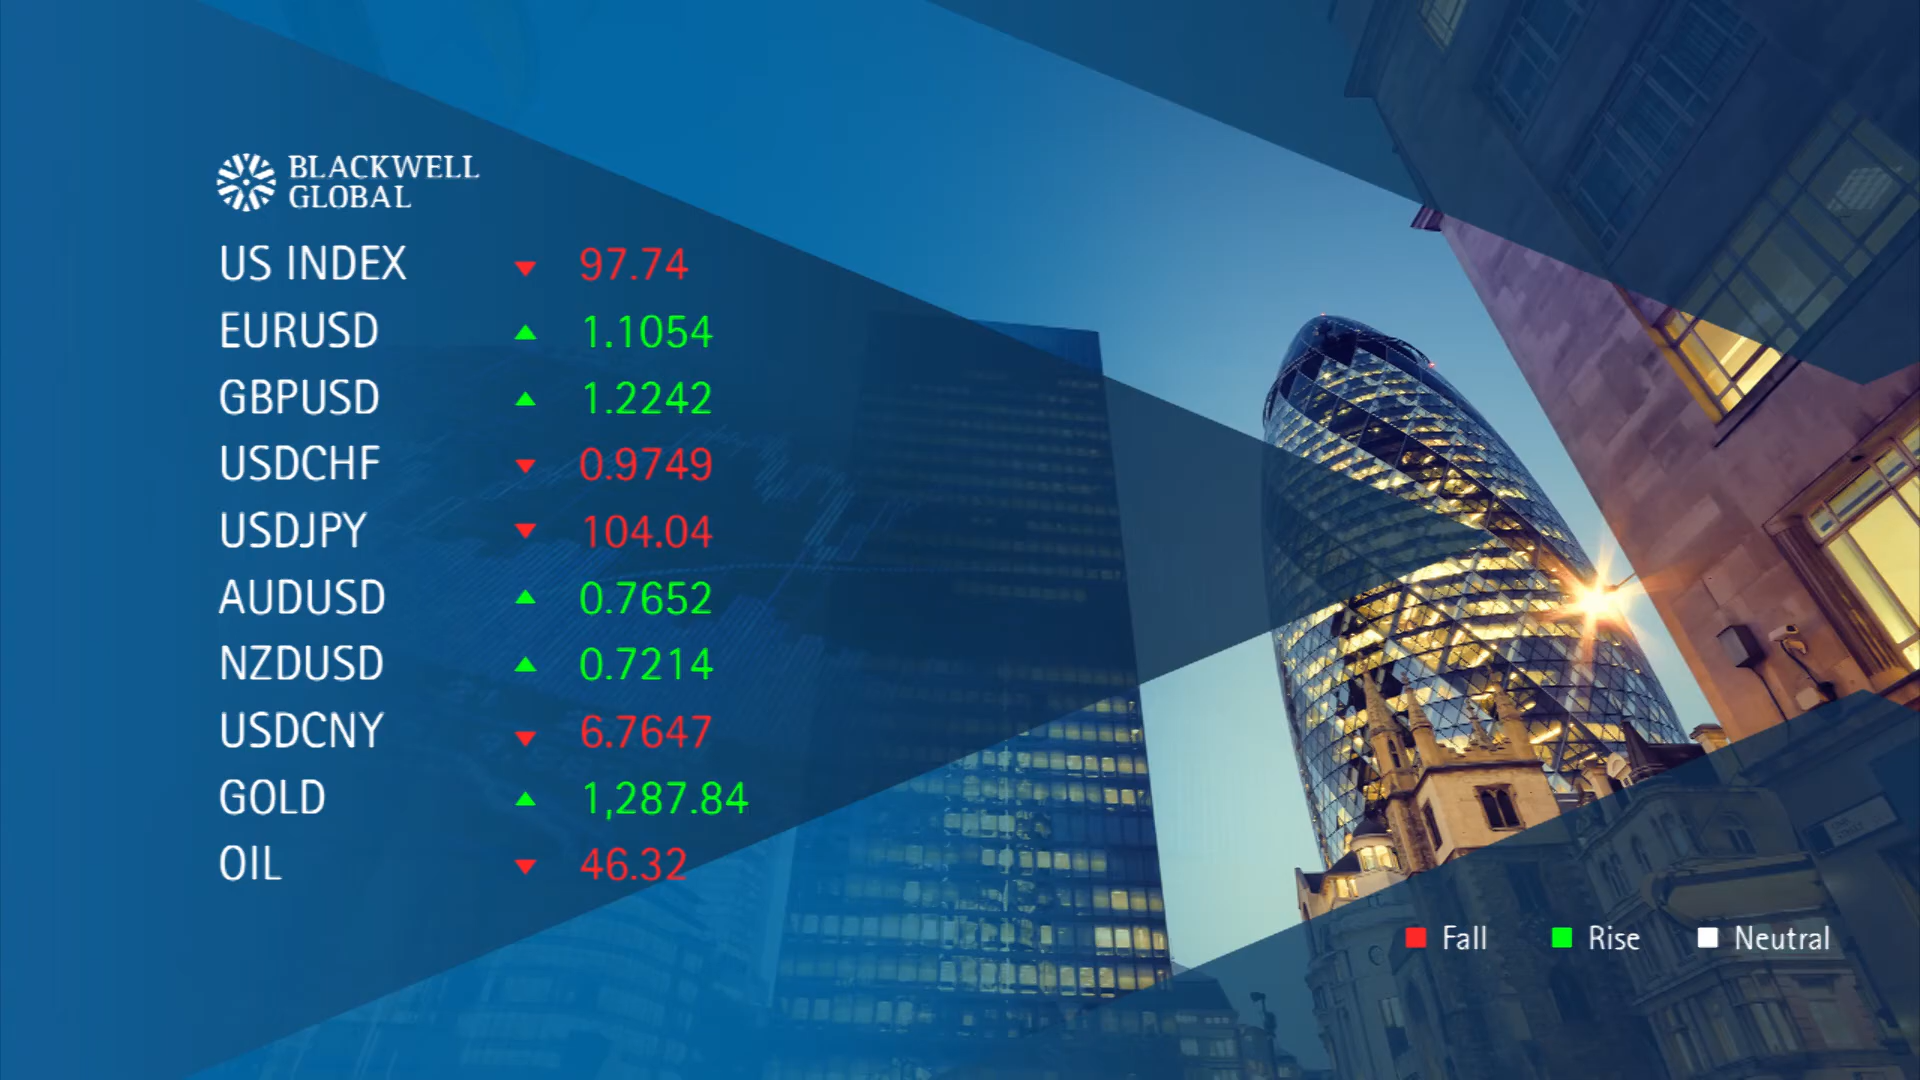 BLACKWELL
GLOBAL
US INDEX ▼ 97.74
EURUSD ▲ 1.1054
GBPUSD ▲ 1.2242
USDCHF ▼ 0.9749
USDJPY ▼ 104.04
AUDUSD ▲ 0.7652
NZDUSD ▲ 0.7214
USDCNY ▼ 6.7647
GOLD ▲ 1,287.84
OIL ▼ 46.32
Fall Rise Neutral